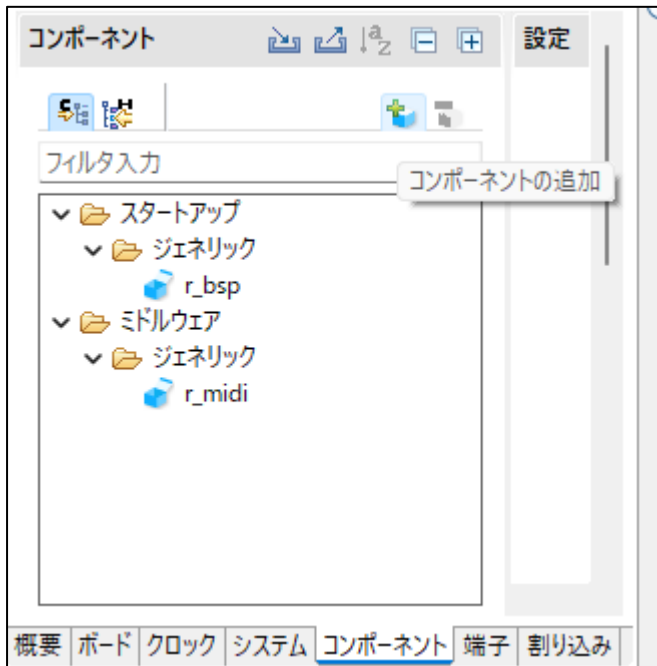 コンポーネント
設定
フィルタ入力
コンポーネントの追加
スタートアップ
ジェネリック
r_bsp
ミドルウェア
ジェネリック
r_midi
概要 ボード クロック システム コンポーネント 端子 割り込み